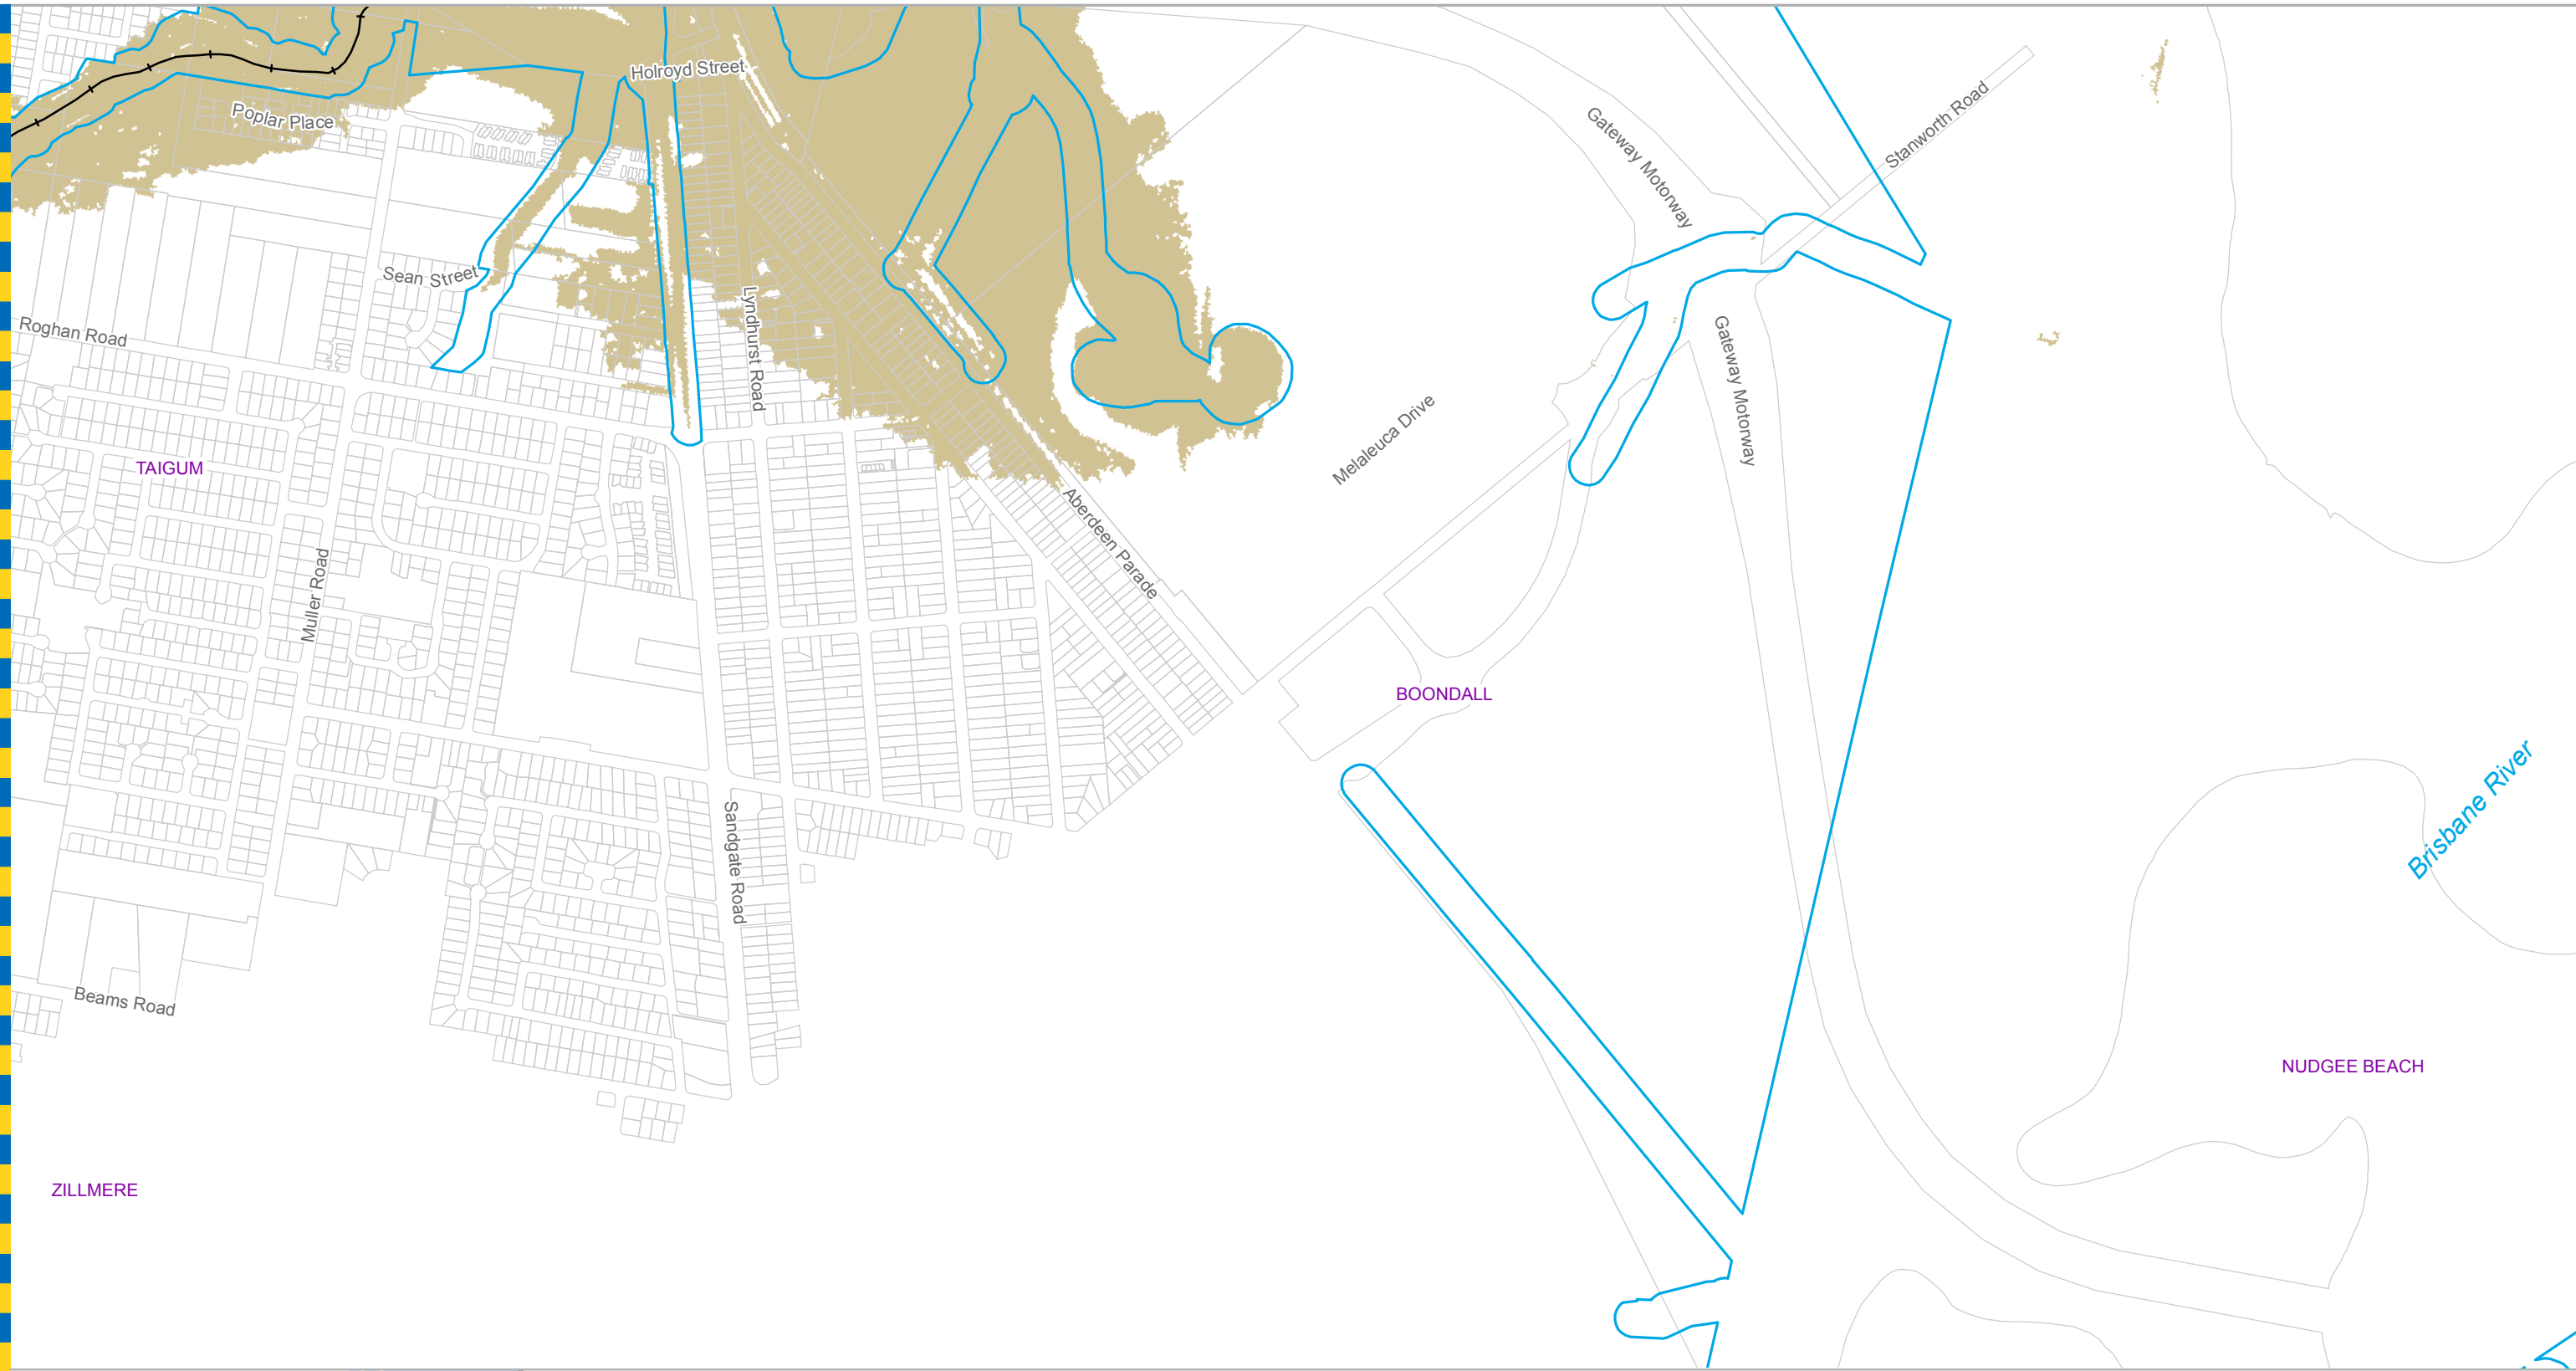 Holroyd Street
Poplar Place
Gateway Motorway
Stanworth Road
Sean Street
Roghan Road
Lyndhurst Road
Gateway Motorway
Melaleuca Drive
TAIGUM
Aberdeen Parade
Muller Road
BOONDALL
Brisbane River
Sandgate Road
Beams Road
NUDGEE BEACH
ZILLMERE